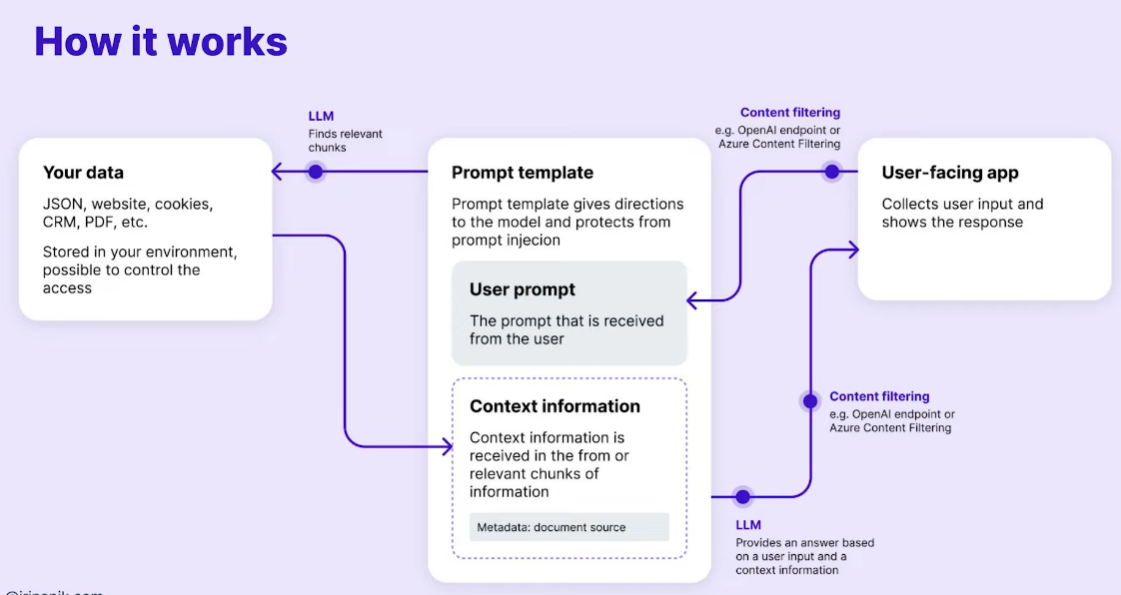 How it works
LLM
Finds relevant
chunks
Content filtering
e.g. OpenAI endpoint or
Azure Content Filtering
Your data
JSON, website, cookies,
CRM, PDF, etc.
Stored in your environment,
possible to control the
access
Prompt template
Prompt template gives directions
to the model and protects from
prompt injecion
User prompt
The prompt that is received
from the user
Context information
Context information is
received in the from or
relevant chunks of
information
Metadata: document source
User-facing app
Collects user input and
shows the response
Content filtering
e.g. OpenAI endpoint or
Azure Content Filtering
LLM
Provides an answer based
on a user input and a
context information